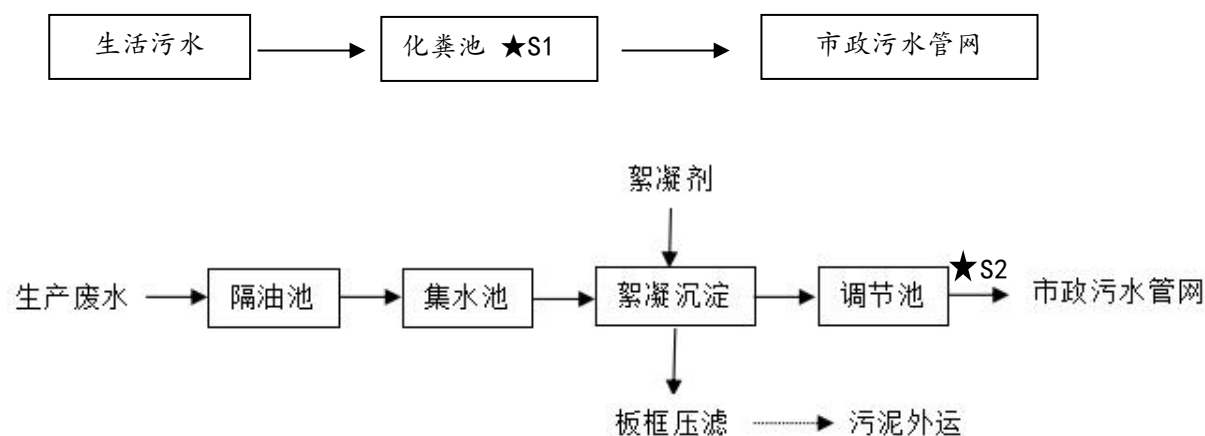 生活污水
化粪池 ★S1
市政污水管网
絮凝剂
★S2
生产废水
隔油池
集水池
絮凝沉淀
调节池
市政污水管网
板框压滤
污泥外运